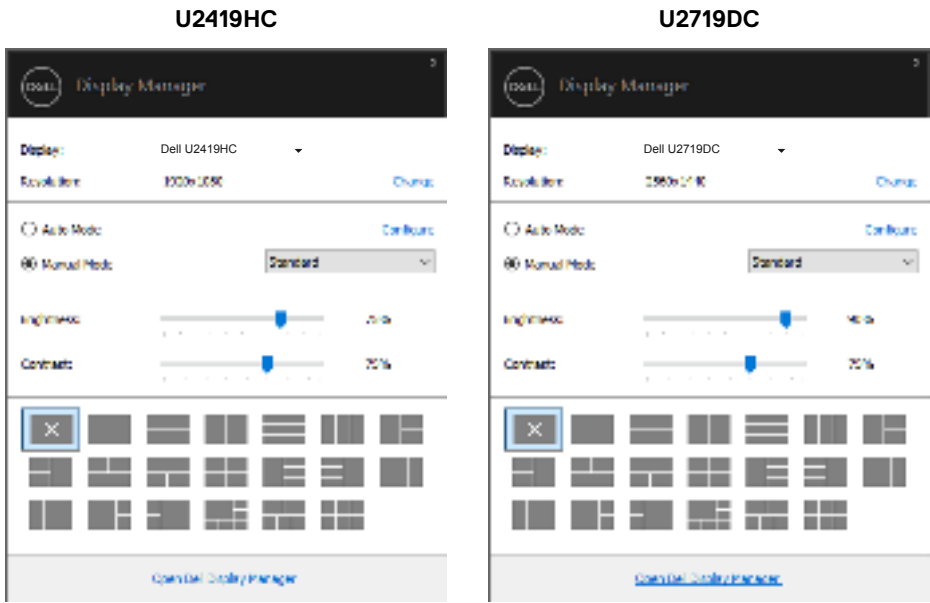 U2419HC
U2719DC
DELL Display Manager
Display: Dell U2419HC
Resolution: Change
Auto Mode Configure
Manual Mode Standard
Brightness:
Contrast: 75%
Open Dell Display Manager
DELL Display Manager
Display: Dell U2719DC
Resolution: Change
Auto Mode Configure
Manual Mode Standard
Brightness:
Contrast: 75%
Open Dell Display Manager